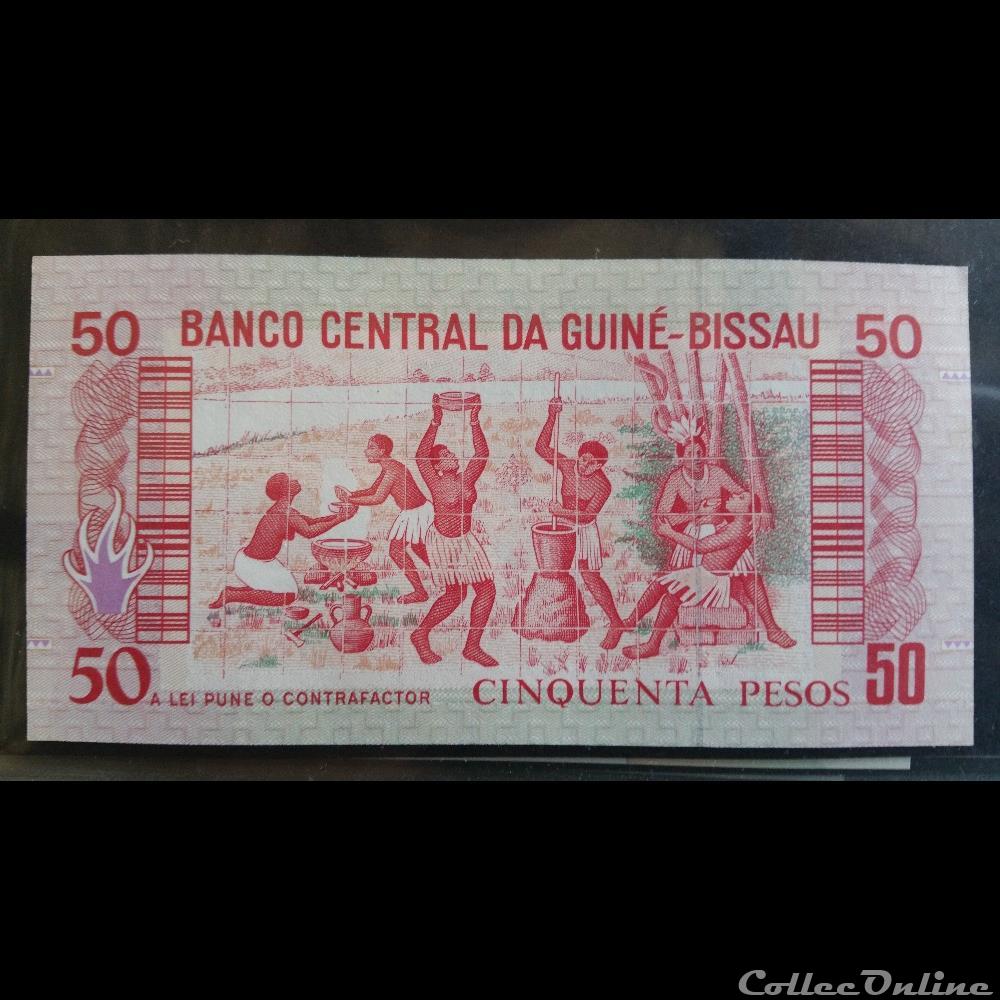 50 BANCO CENTRAL DA GUINÉ-BISSAU 50
50 A LEI PUNE O CONTRAFACTOR CINQUENTA PESOS 50
CollecOnline